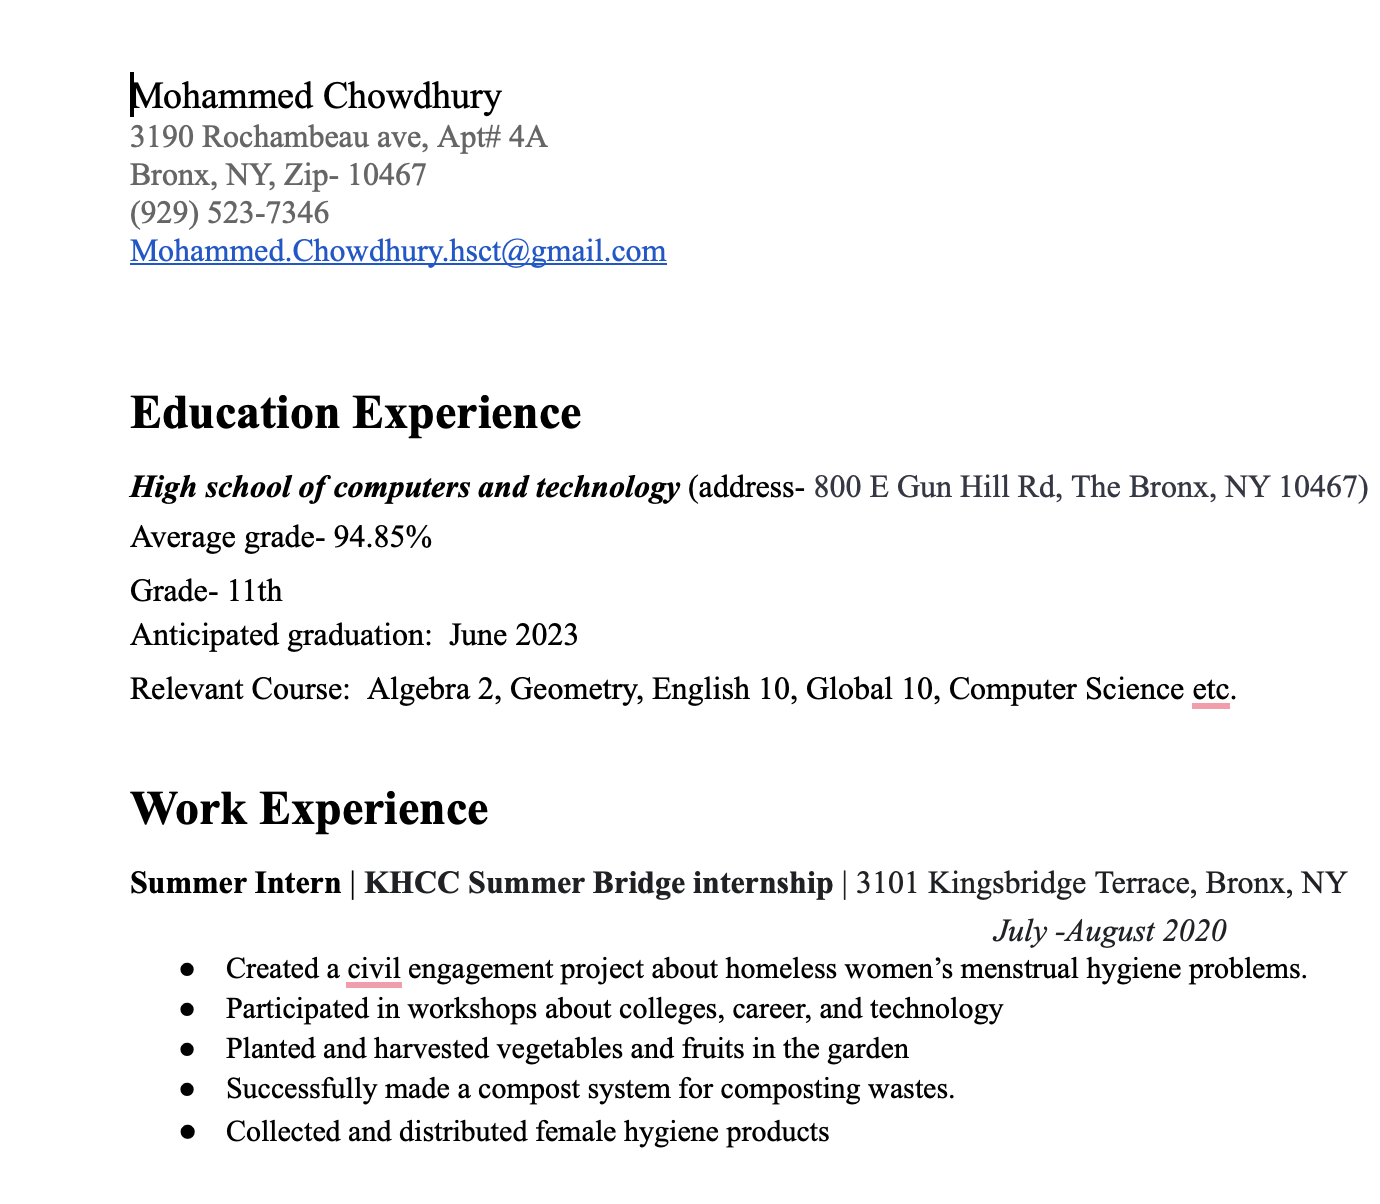 Mohammed Chowdhury
3190 Rochambeau ave, Apt# 4A
Bronx, NY, Zip- 10467
(929) 523-7346
Mohammed.Chowdhury.hsct@gmail.com
Education Experience
High school of computers and technology (address- 800 E Gun Hill Rd, The Bronx, NY 10467)
Average grade- 94.85%
Grade- 11th
Anticipated graduation:  June 2023
Relevant Course:  Algebra 2, Geometry, English 10, Global 10, Computer Science etc.
Work Experience
Summer Intern | KHCC Summer Bridge internship | 3101 Kingsbridge Terrace, Bronx, NY
July -August 2020
● Created a civil engagement project about homeless women’s menstrual hygiene problems.
● Participated in workshops about colleges, career, and technology
● Planted and harvested vegetables and fruits in the garden
● Successfully made a compost system for composting wastes.
● Collected and distributed female hygiene products